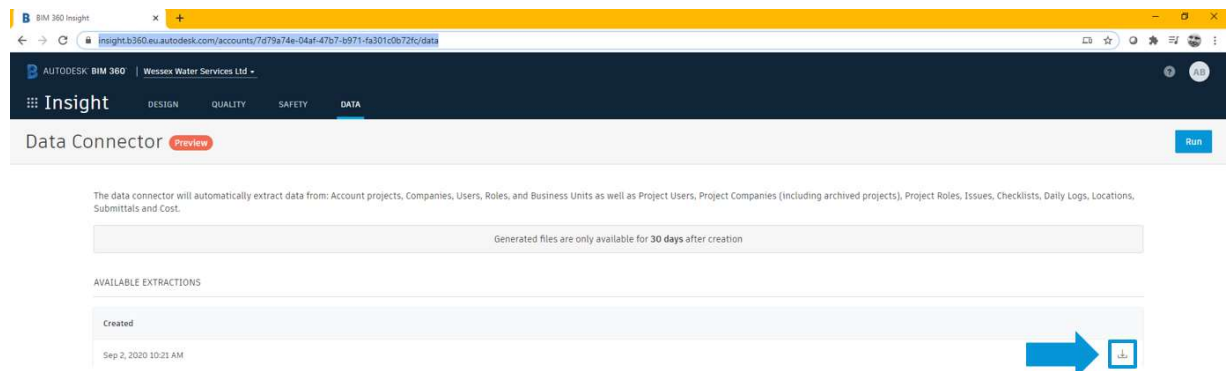 BIM 360 Insight
insight.b360.eu.autodesk.com/accounts/7d79a74e-04af-47b7-b971-fa301c0b72fc/data
AUTODESK® BIM 360® | Wessex Water Services Ltd
AB
Insight DESIGN QUALITY SAFETY DATA
Data Connector Preview Run
The data connector will automatically extract data from: Account projects, Companies, Users, Roles, and Business Units as well as Project Users, Project Companies (including archived projects), Project Roles, Issues, Checklists, Daily Logs, Locations,
Submittals and Cost.
Generated files are only available for 30 days after creation
AVAILABLE EXTRACTIONS
Created
Sep 2, 2020 10:21 AM